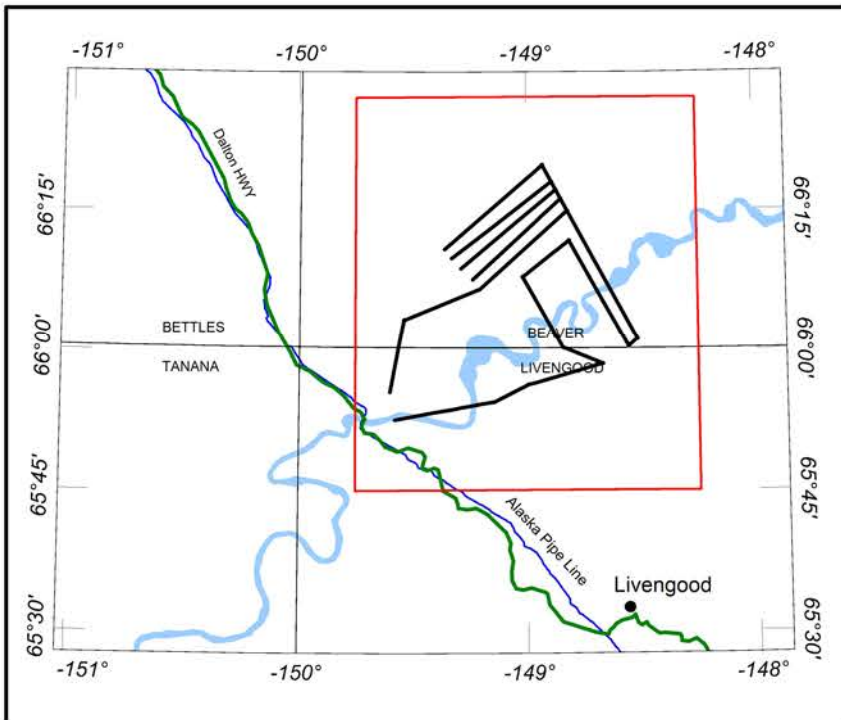 -151°
-150°
-149°
-148°
Dalton HWY
66°15'
66°15'
BETTLES
BEAVER
66°00'
66°00'
TANANA
LIVENGOOD
65°45'
65°45'
Alaska Pipe Line
Livengood
65°30'
65°30'
-151°
-150°
-149°
-148°